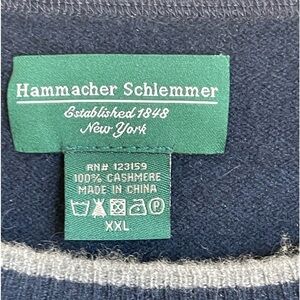 Hammacher Schlemmer
Established 1848
New York
RN# 123159
100% CASHMERE
MADE IN CHINA
P
XXL